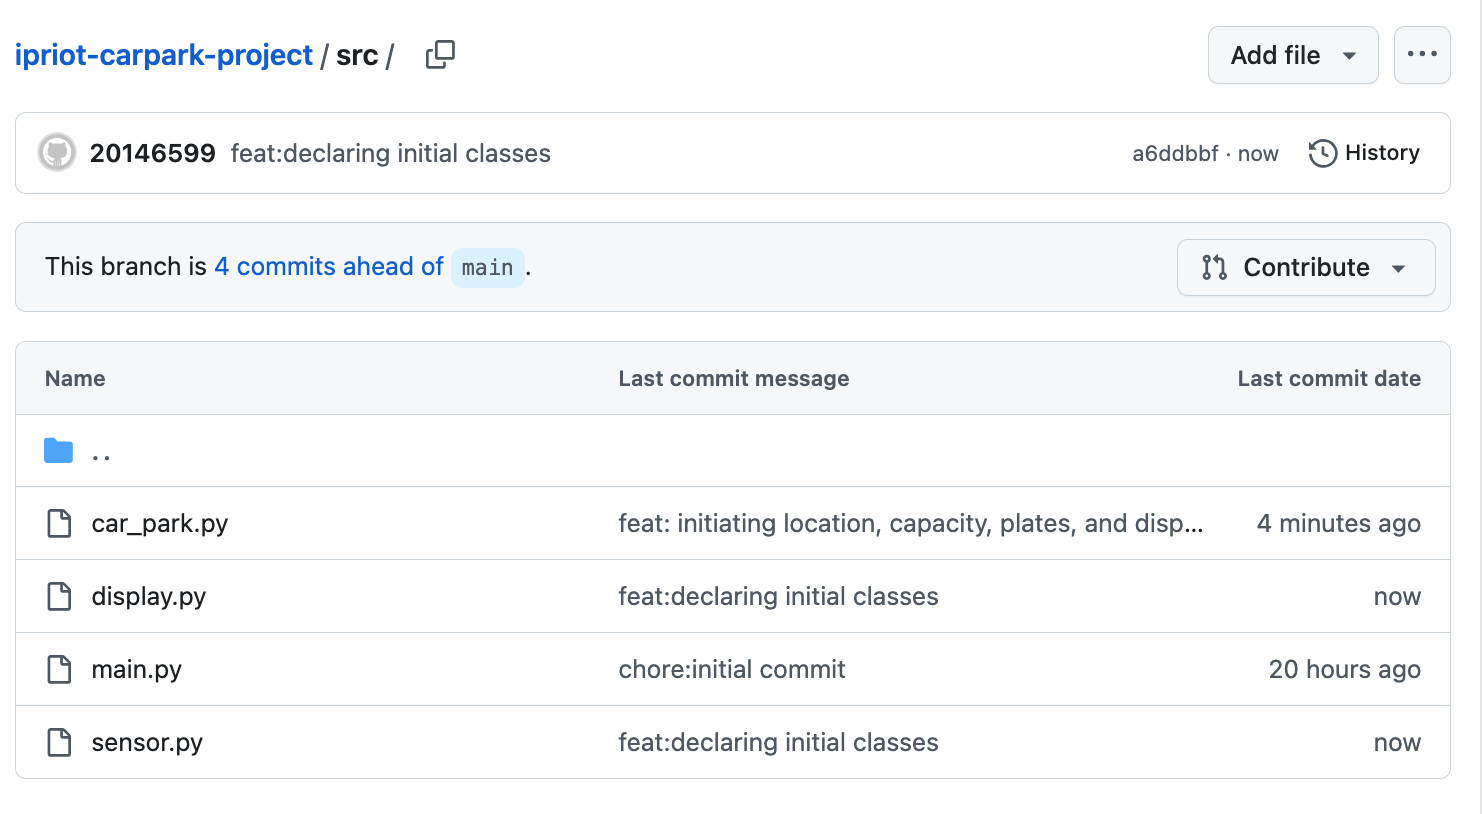 ipriot-carpark-project / src /
Add file
20146599 feat:declaring initial classes
a6ddbbf · now
History
This branch is 4 commits ahead of main .
Contribute
Name Last commit message Last commit date
..
car_park.py feat: initiating location, capacity, plates, and disp... 4 minutes ago
display.py feat:declaring initial classes now
main.py chore:initial commit 20 hours ago
sensor.py feat:declaring initial classes now